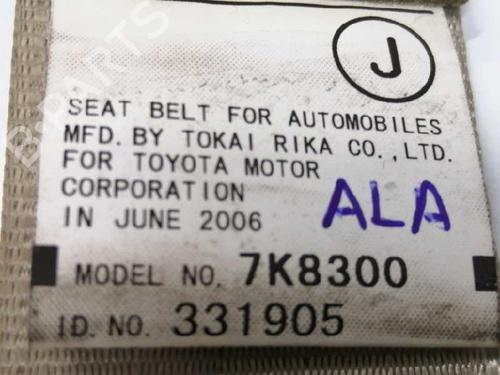 J
SEAT BELT FOR AUTOMOBILES
MFD. BY TOKAI RIKA CO.,LTD.
FOR TOYOTA MOTOR
CORPORATION
IN JUNE 2006
ALA
MODEL NO. 7K8300
I.D. NO. 331905
B-PARTS